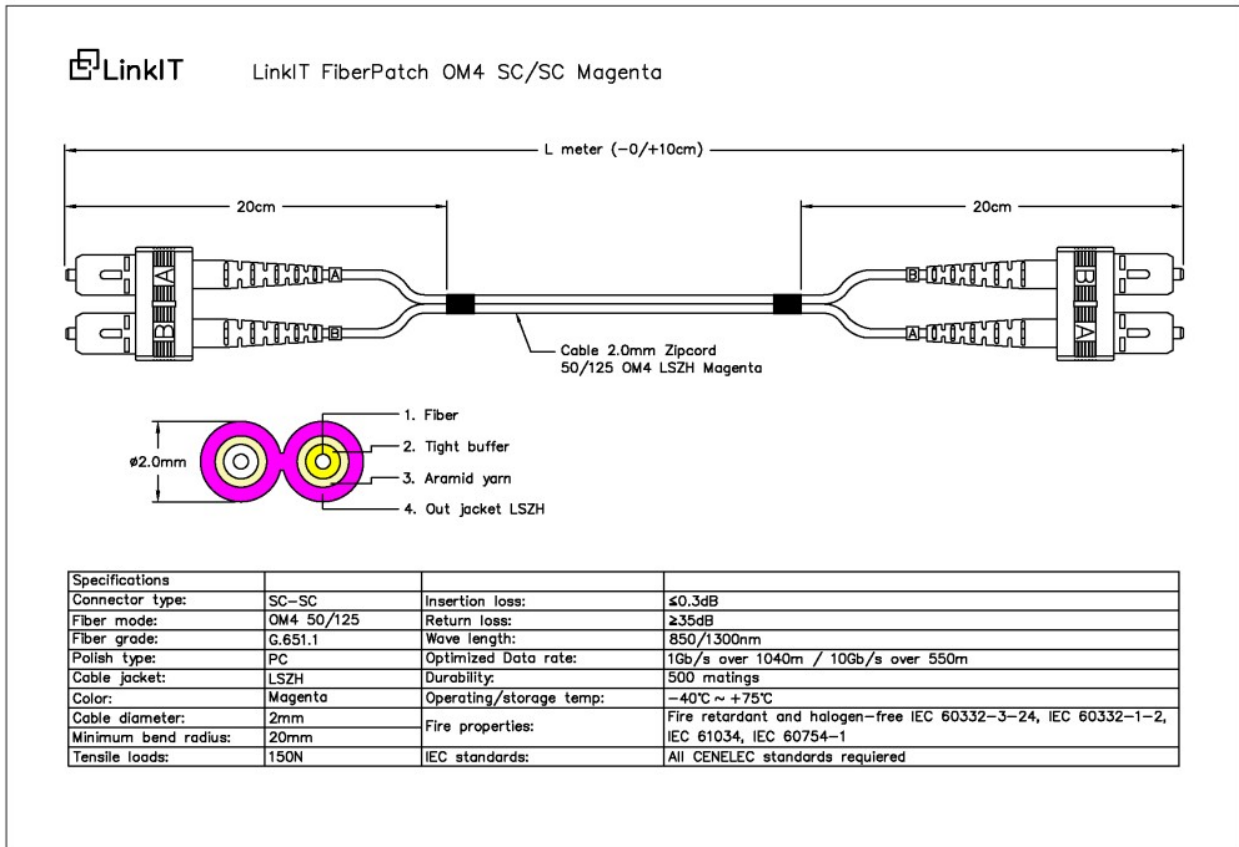 LinkIT
LinkIT FiberPatch OM4 SC/SC Magenta
L meter (-0/+10cm)
20cm
20cm
A
B
A
B
B
A
B
A
Cable 2.0mm Zipcord
50/125 OM4 LSZH Magenta
ø2.0mm
1. Fiber
2. Tight buffer
3. Aramid yarn
4. Out jacket LSZH
Specifications
Connector type: SC-SC Insertion loss: ≤0.3dB
Fiber mode: OM4 50/125 Return loss: ≥35dB
Fiber grade: G.651.1 Wave length: 850/1300nm
Polish type: PC Optimized Data rate: 1Gb/s over 1040m / 10Gb/s over 550m
Cable jacket: LSZH Durability: 500 matings
Color: Magenta Operating/storage temp: -40℃ ~ +75℃
Cable diameter: 2mm Fire properties: Fire retardant and halogen-free IEC 60332-3-24, IEC 60332-1-2,
Minimum bend radius: 20mm IEC 61034, IEC 60754-1
Tensile loads: 150N IEC standards: All CENELEC standards requiered